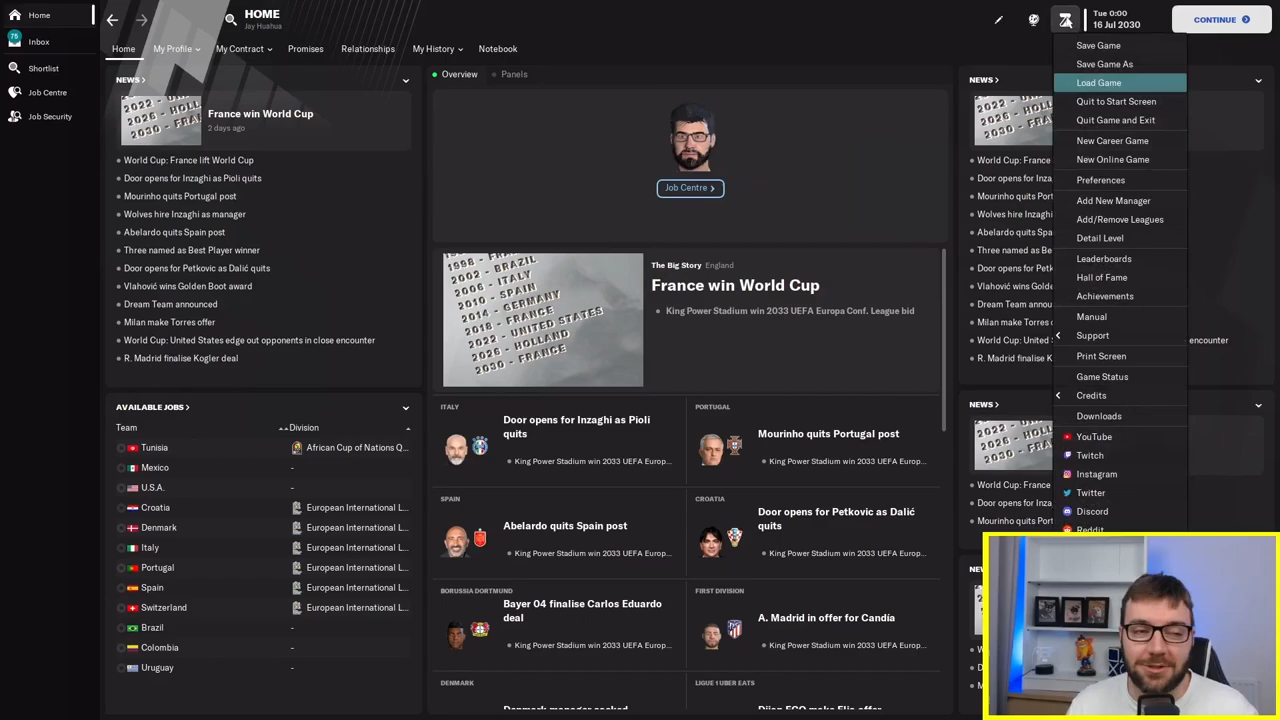 Home
HOME
Jay Huahua
Tue 0:00
16 Jul 2030
CONTINUE
75
Inbox
Shortlist
Job Centre
Job Security
Home
My Profile
My Contract
Promises
Relationships
My History
Notebook
NEWS >
France win World Cup
2 days ago
World Cup: France lift World Cup
Door opens for Inzaghi as Pioli quits
Mourinho quits Portugal post
Wolves hire Inzaghi as manager
Abelardo quits Spain post
Three named as Best Player winner
Door opens for Petkovic as Dalić quits
Vlahović wins Golden Boot award
Dream Team announced
Milan make Torres offer
World Cup: United States edge out opponents in close encounter
R. Madrid finalise Kogler deal
AVAILABLE JOBS >
Team
Division
Tunisia
African Cup of Nations Q...
Mexico
-
U.S.A.
-
Croatia
European International L...
Denmark
European International L...
Italy
European International L...
Portugal
European International L...
Spain
European International L...
Switzerland
European International L...
Brazil
-
Colombia
-
Uruguay
-
Overview
Panels
Job Centre >
2002 - BRAZIL
2006 - ITALY
2010 - SPAIN
2014 - GERMANY
2018 - FRANCE
2022 - UNITED STATES
2026 - HOLLAND
2030 - FRANCE
The Big Story England
France win World Cup
King Power Stadium win 2033 UEFA Europa Conf. League bid
ITALY
Door opens for Inzaghi as Pioli
quits
King Power Stadium win 2033 UEFA Europ...
PORTUGAL
Mourinho quits Portugal post
King Power Stadium win 2033 UEFA Europ...
SPAIN
Abelardo quits Spain post
King Power Stadium win 2033 UEFA Europ...
CROATIA
Door opens for Petkovic as Dalić
quits
King Power Stadium win 2033 UEFA Europ...
BORUSSIA DORTMUND
Bayer 04 finalise Carlos Eduardo
deal
King Power Stadium win 2033 UEFA Europ...
FIRST DIVISION
A. Madrid in offer for Candía
King Power Stadium win 2033 UEFA Europ...
DENMARK
LIGUE 1 UBER EATS
NEWS >
World Cup: Franc
Door opens for I
Mourinho quits P
Wolves hire Inza
Abelardo quits S
Three named as
Door opens for P
Vlahović wins Go
Dream Team ann
Milan make Torre
World Cup: Unite
encounter
R. Madrid finalise
NEWS >
World Cup: Franc
Door opens for I
Mourinho quits P
Save Game
Save Game As
Load Game
Quit to Start Screen
Quit Game and Exit
New Career Game
New Online Game
Preferences
Add New Manager
Add/Remove Leagues
Detail Level
Leaderboards
Hall of Fame
Achievements
Manual
Support
Print Screen
Game Status
Credits
Downloads
YouTube
Twitch
Instagram
Twitter
Discord
Reddit